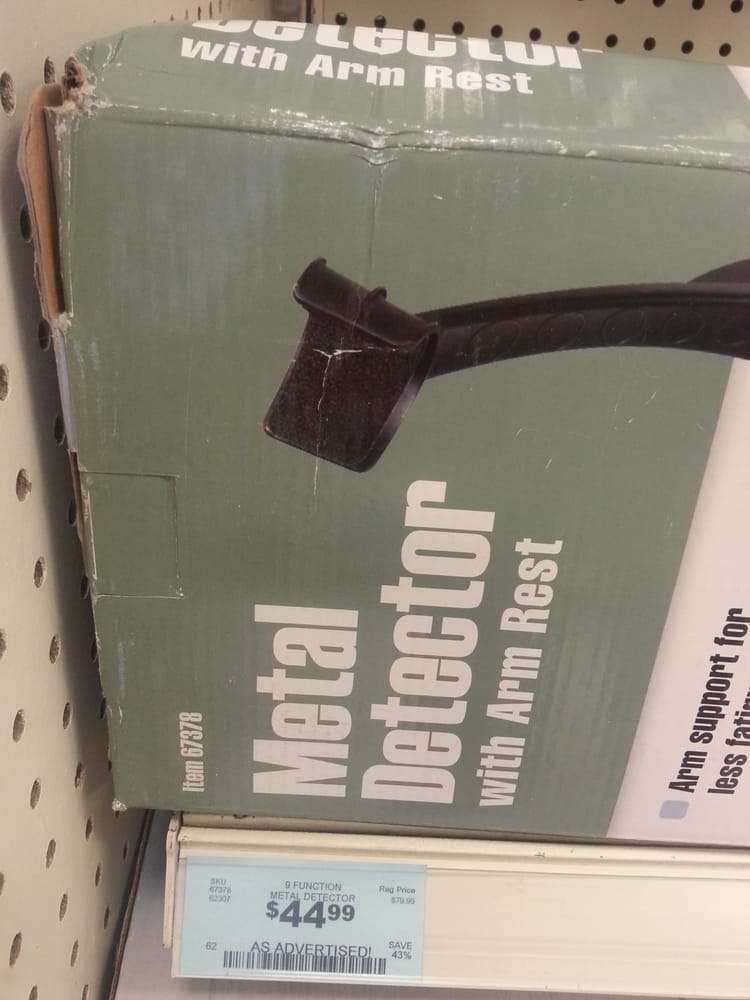 Detector
with Arm Rest
Item 67378
Metal
Detector
with Arm Rest
Arm support for
less
SKU
67378
62307
9 FUNCTION
METAL DETECTOR
$44.99
Reg Price
$79.99
62
AS ADVERTISED!
SAVE
43%